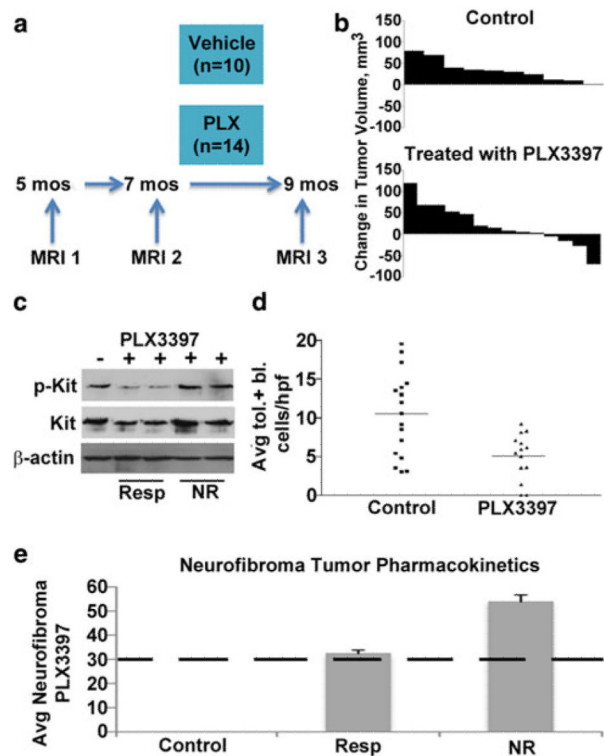 a
Vehicle
(n=10)
PLX
(n=14)
5 mos
7 mos
9 mos
MRI 1
MRI 2
MRI 3
b
Control
Change in Tumor Volume, mm³
150
100
50
0
-50
-100
Treated with PLX3397
150
100
50
0
-50
-100
c
PLX3397
- + + + +
p-Kit
Kit
β-actin
Resp NR
d
Avg tol.+ bl.
cells/hpf
20
15
10
5
0
Control PLX3397
e
Neurofibroma Tumor Pharmacokinetics
Avg Neurofibroma
PLX3397
60
50
40
30
20
10
0
Control Resp NR